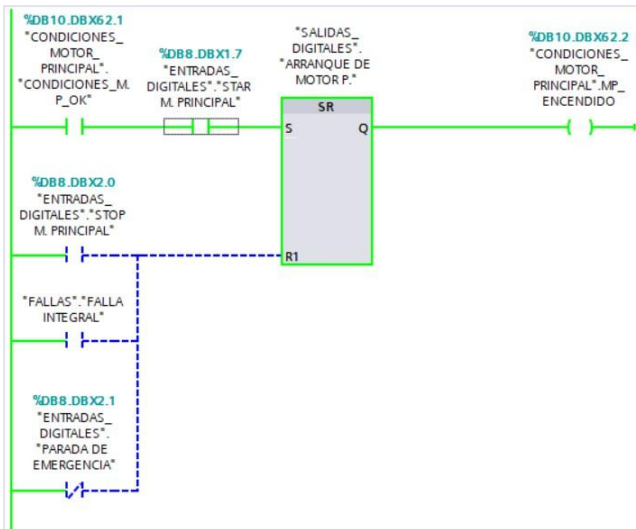 %DB10.DBX62.1
"CONDICIONES_
MOTOR_
PRINCIPAL".
"CONDICIONES_M.
P_OK"
%DB8.DBX1.7
"ENTRADAS_
DIGITALES"."STAR
M. PRINCIPAL"
"SALIDAS_
DIGITALES".
"ARRANQUE DE
MOTOR P."
SR
S
Q
R1
%DB10.DBX62.2
"CONDICIONES_
MOTOR_
PRINCIPAL".MP_
ENCENDIDO
%DB8.DBX2.0
"ENTRADAS_
DIGITALES"."STOP
M. PRINCIPAL"
"FALLAS"."FALLA
INTEGRAL"
%DB8.DBX2.1
"ENTRADAS_
DIGITALES".
"PARADA DE
EMERGENCIA"